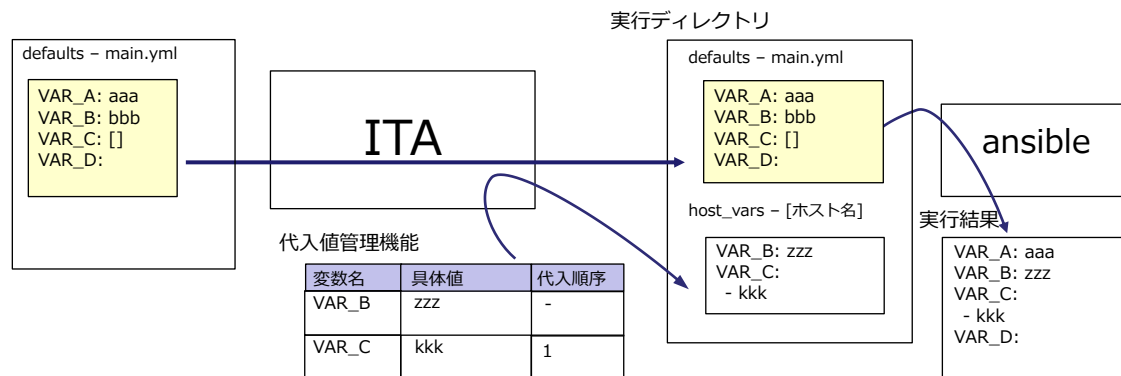 defaults – main.yml
VAR_A: aaa
VAR_B: bbb
VAR_C: []
VAR_D:
ITA
代入値管理機能
変数名 具体値 代入順序
VAR_B zzz -
VAR_C kkk 1
実行ディレクトリ
defaults – main.yml
VAR_A: aaa
VAR_B: bbb
VAR_C: []
VAR_D:
host_vars – [ホスト名]
VAR_B: zzz
VAR_C:
- kkk
ansible
実行結果
VAR_A: aaa
VAR_B: zzz
VAR_C:
- kkk
VAR_D: